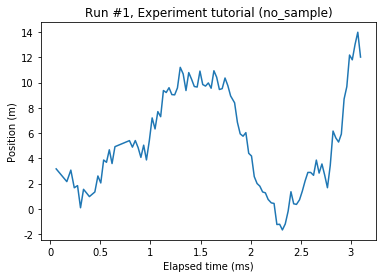 Run #1, Experiment tutorial (no_sample)
Position (m)
14
12
10
8
6
4
2
0
-2
0 0.5 1 1.5 2 2.5 3
Elapsed time (ms)